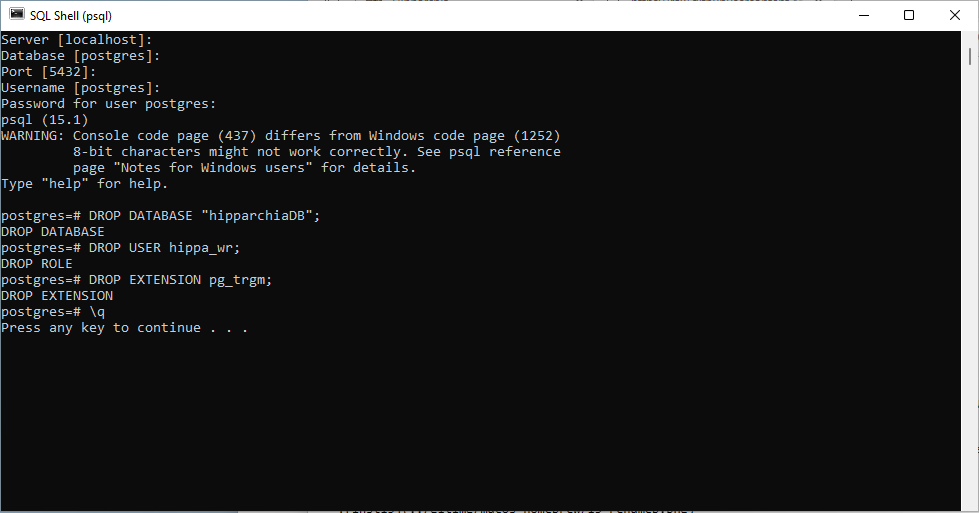 SQL Shell (psql)
Server [localhost]:
Database [postgres]:
Port [5432]:
Username [postgres]:
Password for user postgres:
psql (15.1)
WARNING: Console code page (437) differs from Windows code page (1252)
         8-bit characters might not work correctly. See psql reference
         page "Notes for Windows users" for details.
Type "help" for help.

postgres=# DROP DATABASE "hipparchiaDB";
DROP DATABASE
postgres=# DROP USER hippa_wr;
DROP ROLE
postgres=# DROP EXTENSION pg_trgm;
DROP EXTENSION
postgres=# \q
Press any key to continue . . .